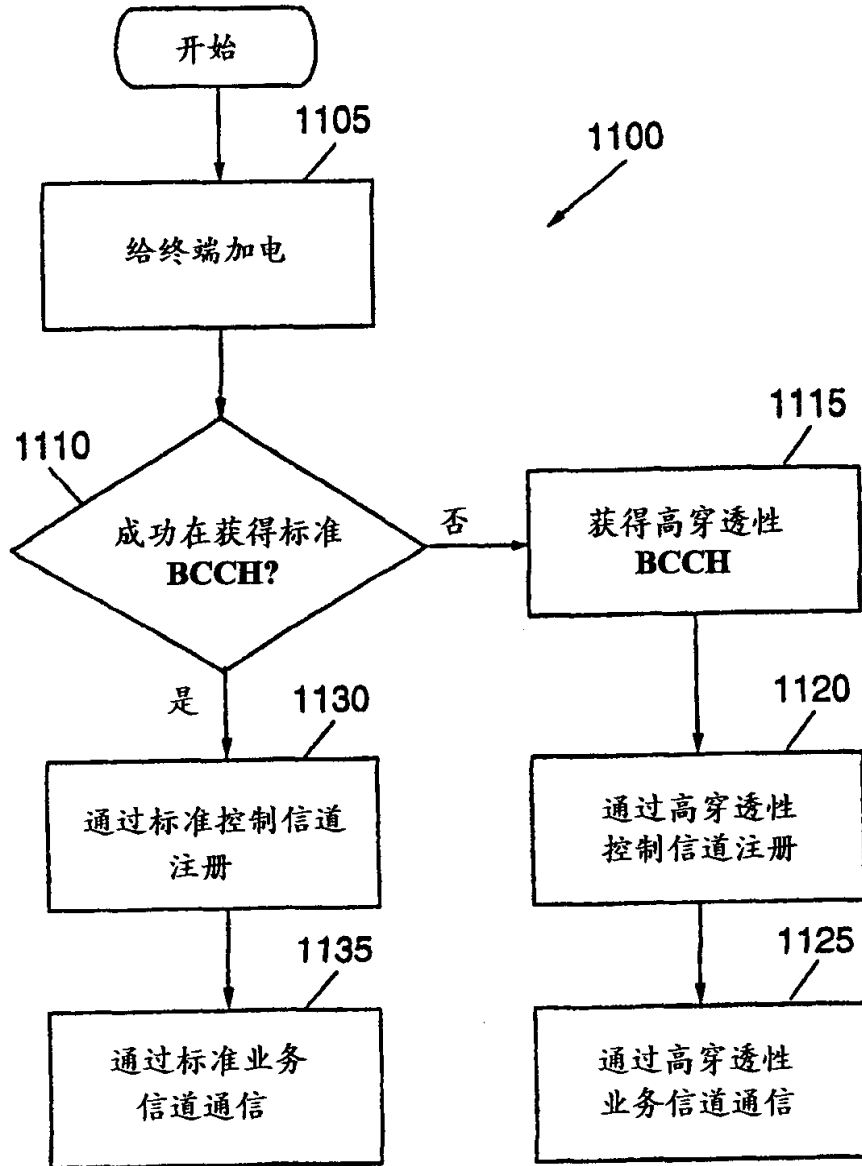 开始
1105
1100
给终端加电
1110
成功在获得标准
BCCH?
否
1115
获得高穿透性
BCCH
是
1130
通过标准控制信道
注册
1120
通过高穿透性
控制信道注册
1135
通过标准业务
信道通信
1125
通过高穿透性
业务信道通信